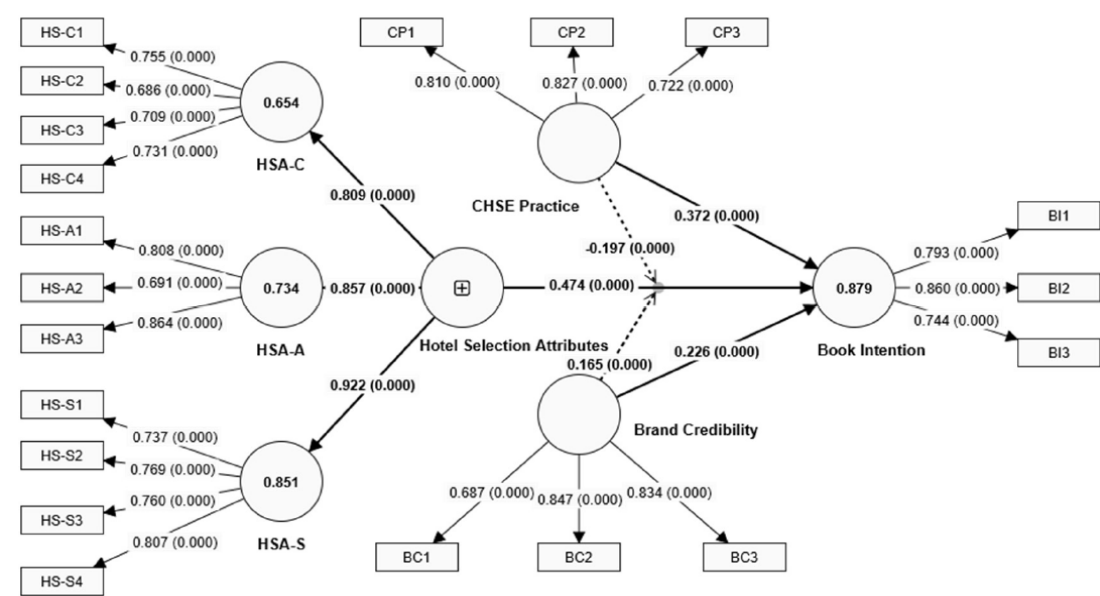 HS-C1
HS-C2
HS-C3
HS-C4
0.755 (0.000)
0.686 (0.000)
0.709 (0.000)
0.731 (0.000)
0.654
HSA-C
0.809 (0.000)
HS-A1
HS-A2
HS-A3
0.808 (0.000)
0.691 (0.000)
0.864 (0.000)
0.734
HSA-A
0.857 (0.000)
HS-S1
HS-S2
HS-S3
HS-S4
0.737 (0.000)
0.769 (0.000)
0.760 (0.000)
0.807 (0.000)
0.851
HSA-S
0.922 (0.000)
Hotel Selection Attributes
CP1
CP2
CP3
0.810 (0.000)
0.827 (0.000)
0.722 (0.000)
CHSE Practice
0.372 (0.000)
-0.197 (0.000)
0.474 (0.000)
0.165 (0.000)
0.226 (0.000)
Brand Credibility
0.687 (0.000)
0.847 (0.000)
0.834 (0.000)
BC1
BC2
BC3
0.879
Book Intention
0.793 (0.000)
0.860 (0.000)
0.744 (0.000)
BI1
BI2
BI3